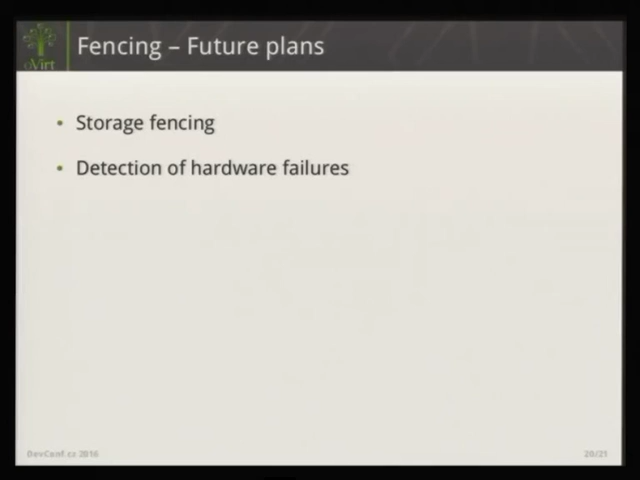 oVirt
Fencing – Future plans
• Storage fencing
• Detection of hardware failures
DevConf.cz 2016
20/21